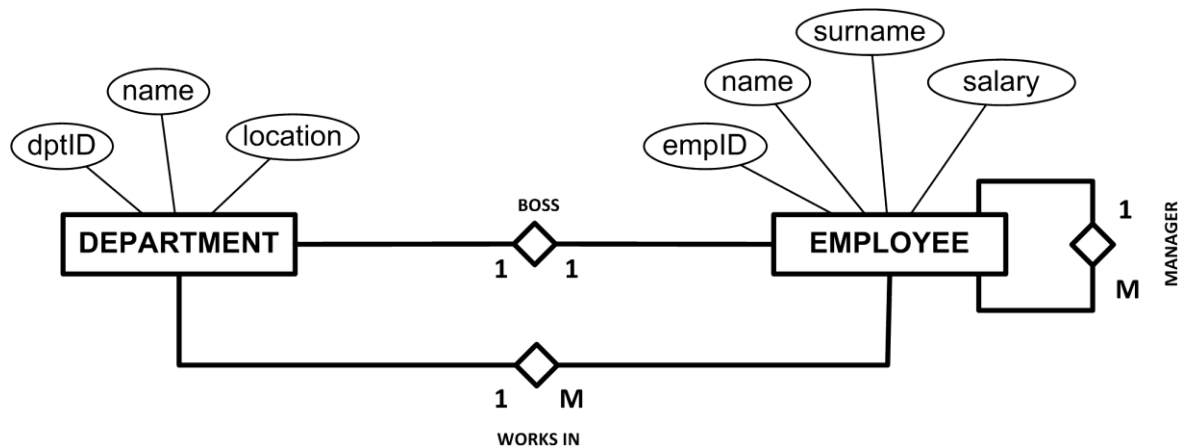 surname
name
name
salary
dptID
location
empID
BOSS
1
MANAGER
DEPARTMENT
EMPLOYEE
1
1
M
1
M
WORKS IN